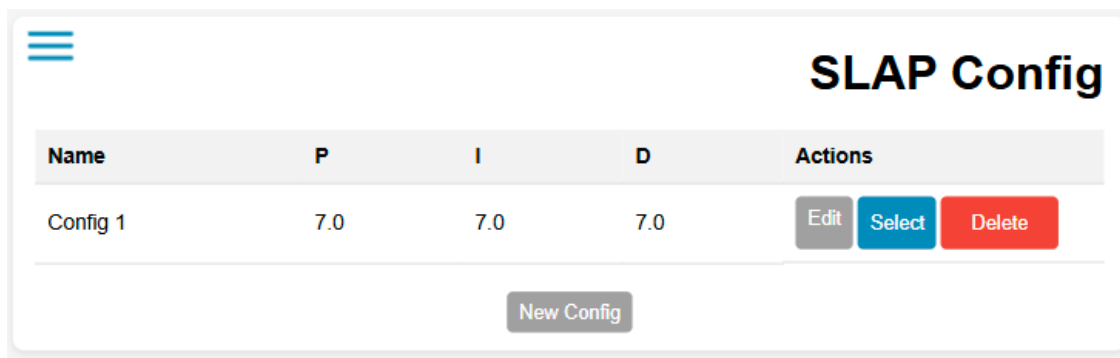 SLAP Config
Name P I D Actions
Config 1 7.0 7.0 7.0 Edit Select Delete
New Config